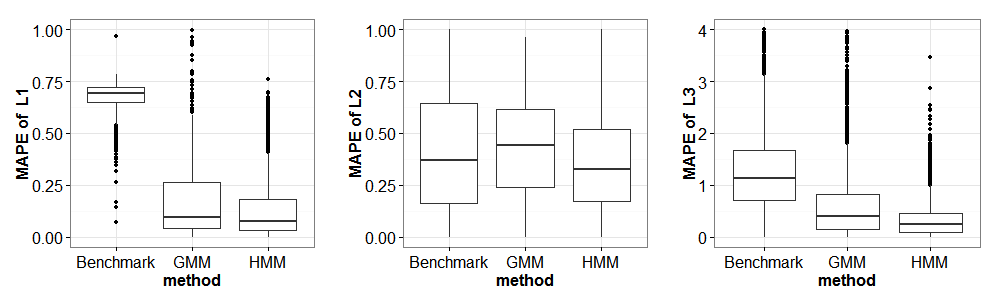 MAPE of L1
1.00
0.75
0.50
0.25
0.00
Benchmark GMM HMM
method
MAPE of L2
1.00
0.75
0.50
0.25
0.00
Benchmark GMM HMM
method
MAPE of L3
4
3
2
1
0
Benchmark GMM HMM
method